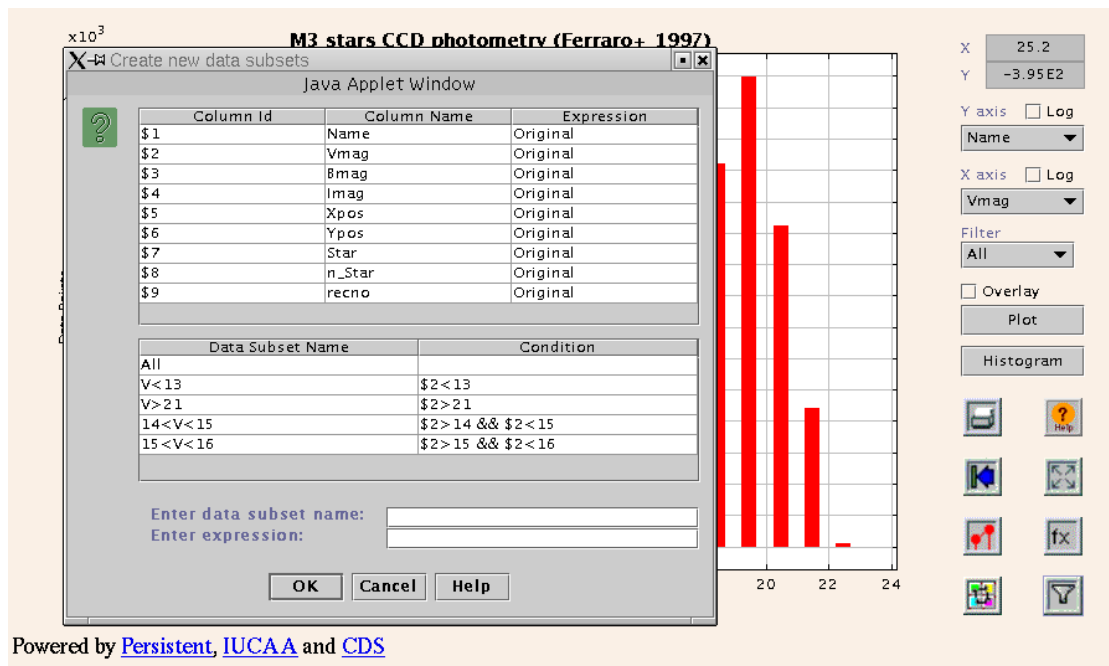 x10³
M3 stars CCD photometry (Ferraro+ 1997)
Create new data subsets
Java Applet Window
Column Id Column Name Expression
$1 Name Original
$2 Vmag Original
$3 Bmag Original
$4 Imag Original
$5 Xpos Original
$6 Ypos Original
$7 Star Original
$8 n_Star Original
$9 recno Original
Data Subset Name Condition
All
V<13 $2<13
V>21 $2>21
14<V<15 $2>14 && $2<15
15<V<16 $2>15 && $2<16
Enter data subset name:
Enter expression:
OK Cancel Help
20 22 24
X 25.2
Y -3.95E2
Y axis Log
Name
X axis Log
Vmag
Filter
All
Overlay
Plot
Histogram
? Help
fx
Powered by Persistent, IUCAA and CDS